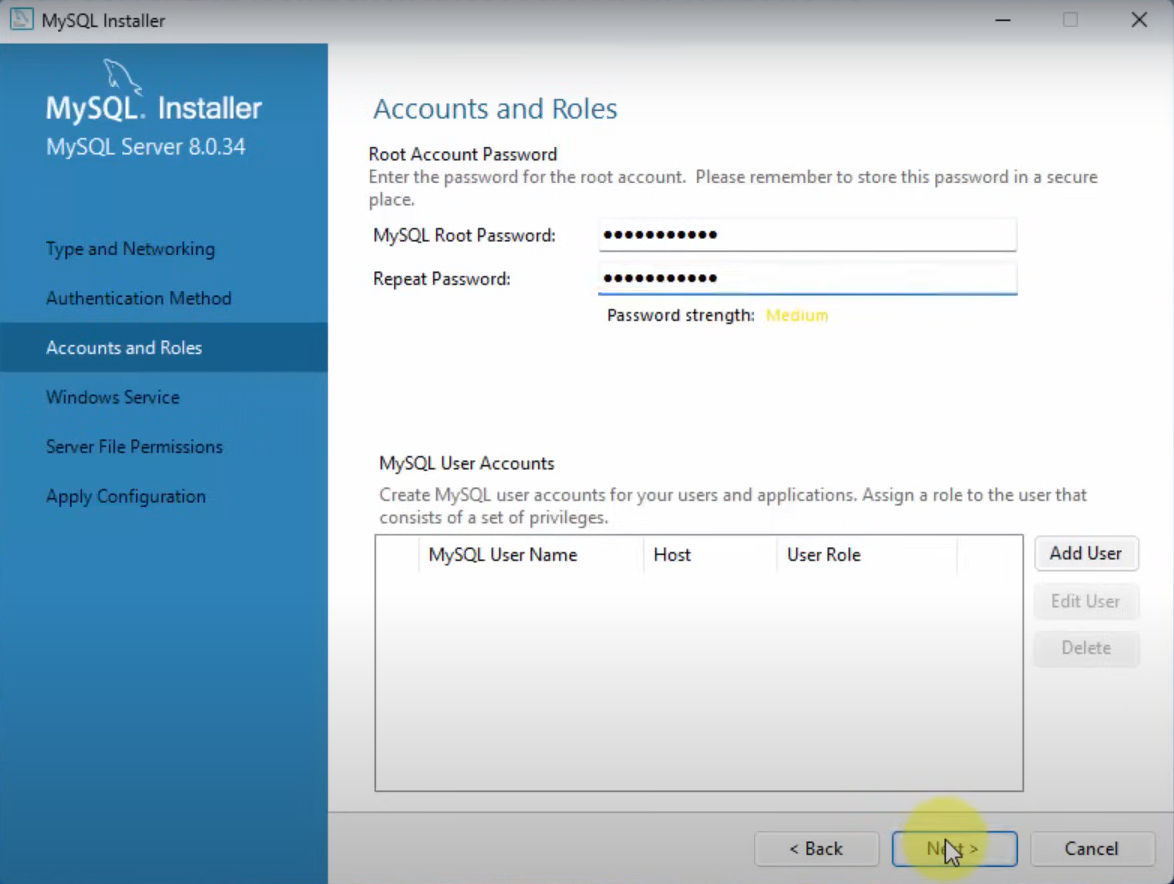 MySQL Installer
MySQL. Installer
MySQL Server 8.0.34
Type and Networking
Authentication Method
Accounts and Roles
Windows Service
Server File Permissions
Apply Configuration
Accounts and Roles
Root Account Password
Enter the password for the root account.  Please remember to store this password in a secure
place.
MySQL Root Password: ●●●●●●●●●●●
Repeat Password: ●●●●●●●●●●●
Password strength: Medium
MySQL User Accounts
Create MySQL user accounts for your users and applications. Assign a role to the user that
consists of a set of privileges.
MySQL User Name Host User Role
Add User
Edit User
Delete
< Back Next > Cancel